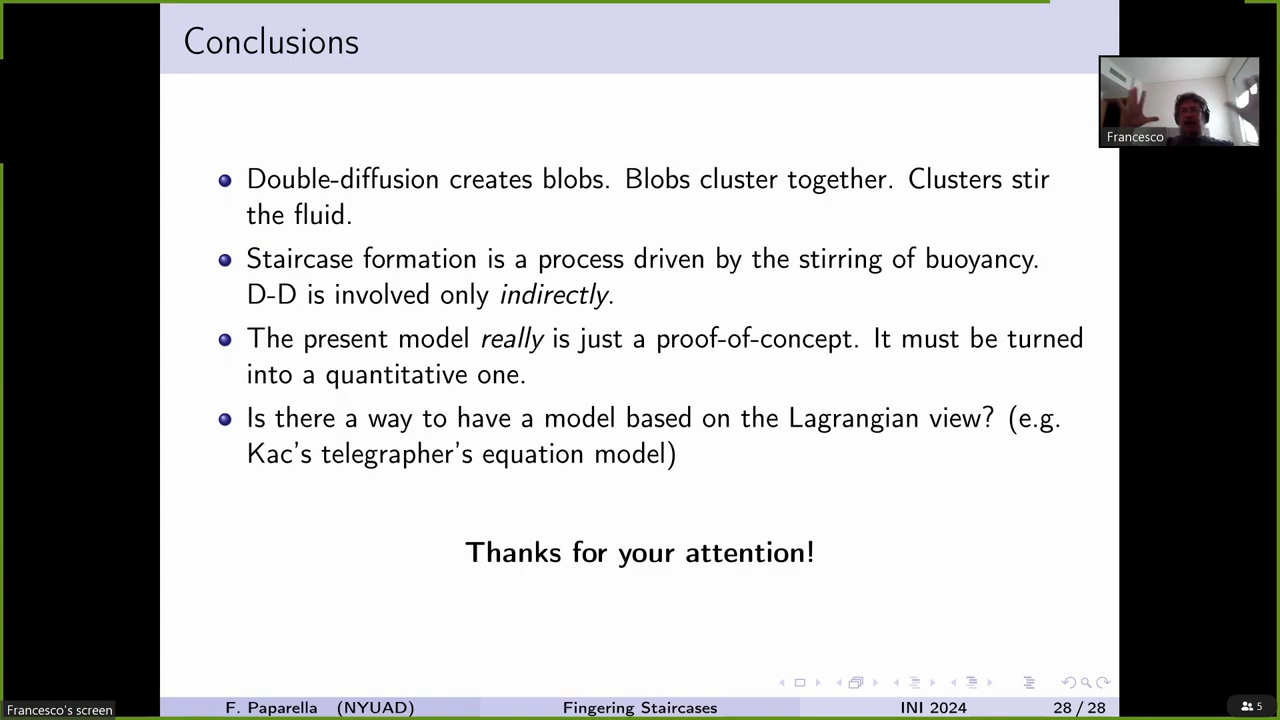 Conclusions
Francesco
Double-diffusion creates blobs. Blobs cluster together. Clusters stir
the fluid.
Staircase formation is a process driven by the stirring of buoyancy.
D-D is involved only indirectly.
The present model really is just a proof-of-concept. It must be turned
into a quantitative one.
Is there a way to have a model based on the Lagrangian view? (e.g.
Kac's telegrapher's equation model)
Thanks for your attention!
Francesco's screen
F. Paparella (NYUAD)
Fingering Staircases
INI 2024
28 / 28
5